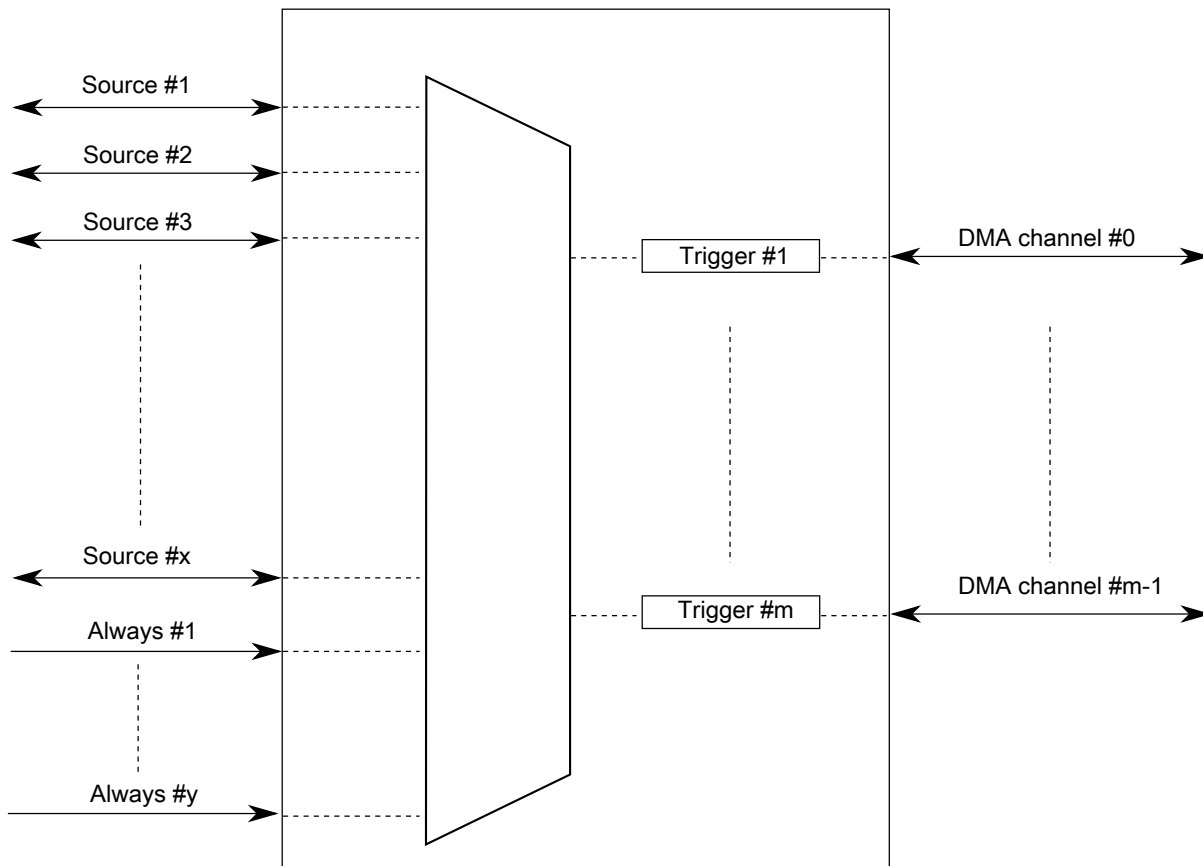 Source #1
Source #2
Source #3
Source #x
Always #1
Always #y
Trigger #1
Trigger #m
DMA channel #0
DMA channel #m-1